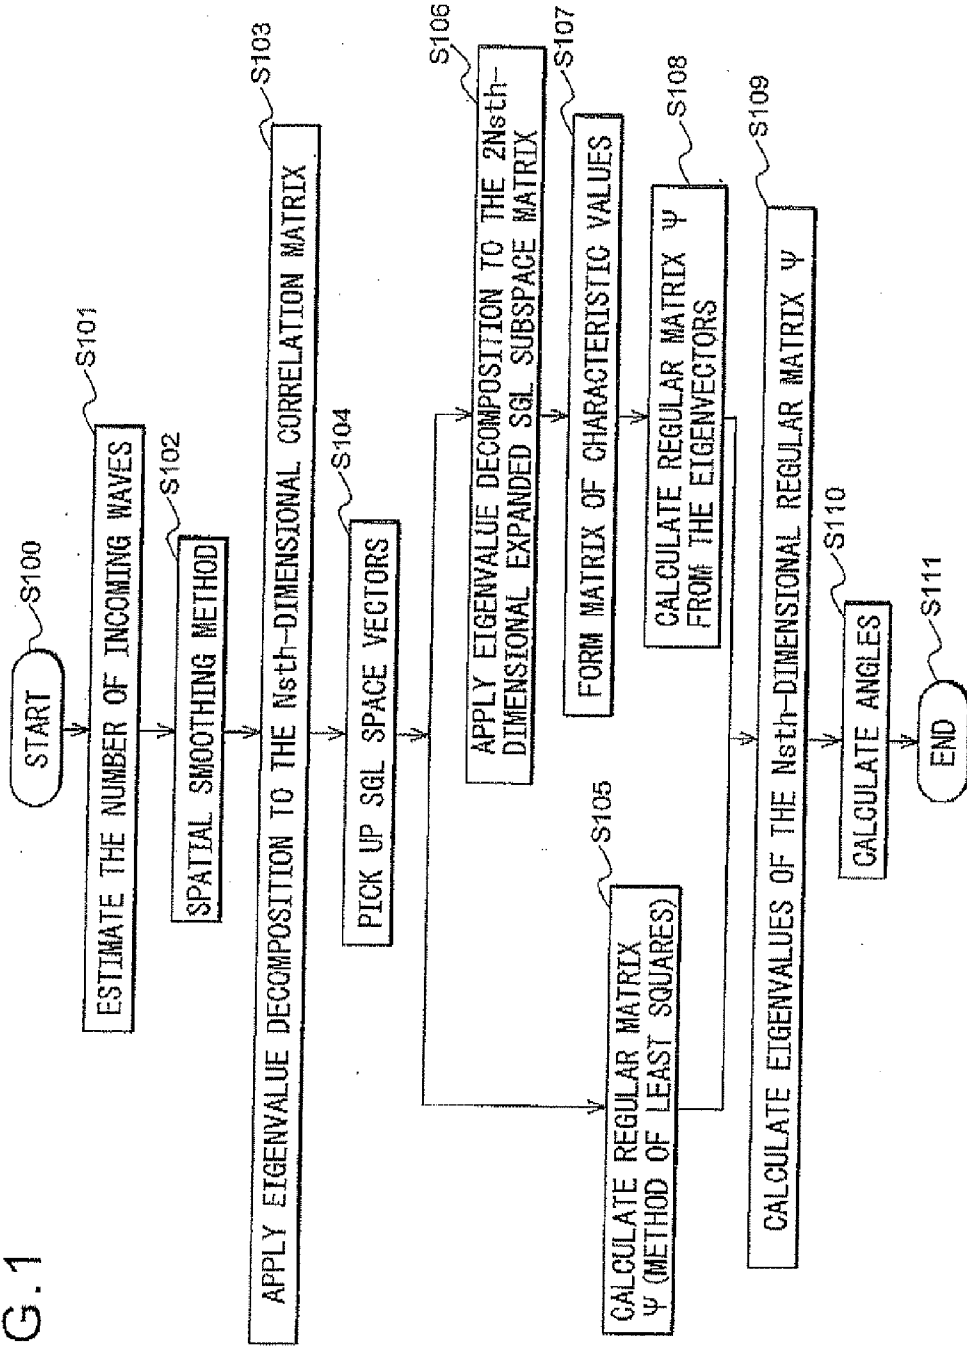 G.1
START
S100
ESTIMATE THE NUMBER OF INCOMING WAVES
S101
SPATIAL SMOOTHING METHOD
S102
APPLY EIGENVALUE DECOMPOSITION TO THE Nsth-DIMENSIONAL CORRELATION MATRIX
S103
PICK UP SGL SPACE VECTORS
S104
CALCULATE REGULAR MATRIX
Ψ (METHOD OF LEAST SQUARES)
S105
APPLY EIGENVALUE DECOMPOSITION TO THE 2Nsth-
DIMENSIONAL EXPANDED SGL SUBSPACE MATRIX
S106
FORM MATRIX OF CHARACTERISTIC VALUES
S107
CALCULATE REGULAR MATRIX Ψ
FROM THE EIGENVECTORS
S108
CALCULATE EIGENVALUES OF THE Nsth-DIMENSIONAL REGULAR MATRIX Ψ
S109
CALCULATE ANGLES
S110
END
S111